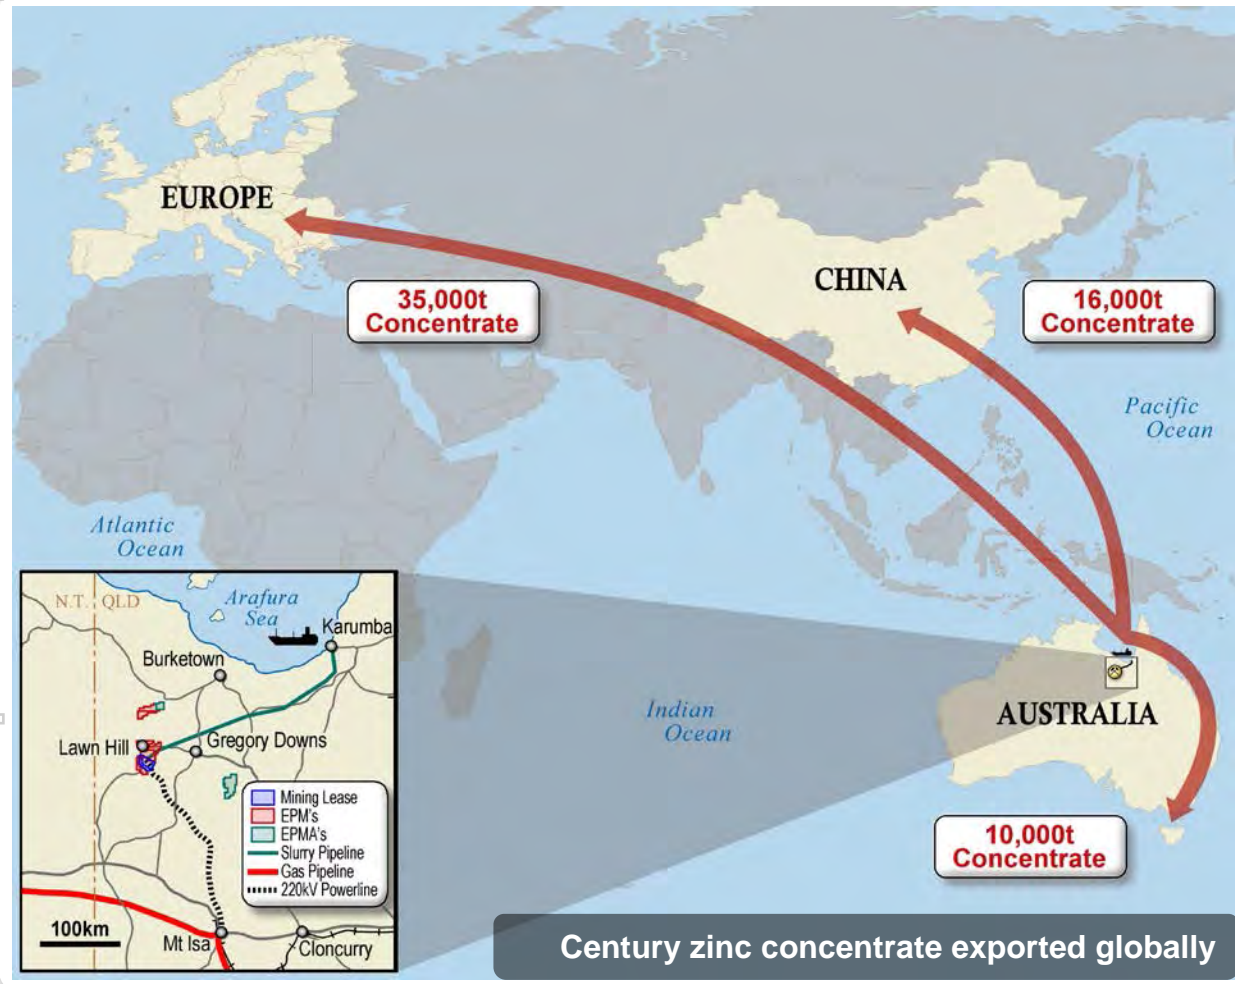 EUROPE
CHINA
35,000t
Concentrate
16,000t
Concentrate
Pacific
Ocean
Atlantic
Ocean
Indian
Ocean
AUSTRALIA
10,000t
Concentrate
N.T.
QLD
Arafura
Sea
Karumba
Burketown
Lawn Hill
Gregory Downs
Mining Lease
EPM's
EPMA's
Slurry Pipeline
Gas Pipeline
220kV Powerline
100km
Mt Isa
Cloncurry
Century zinc concentrate exported globally